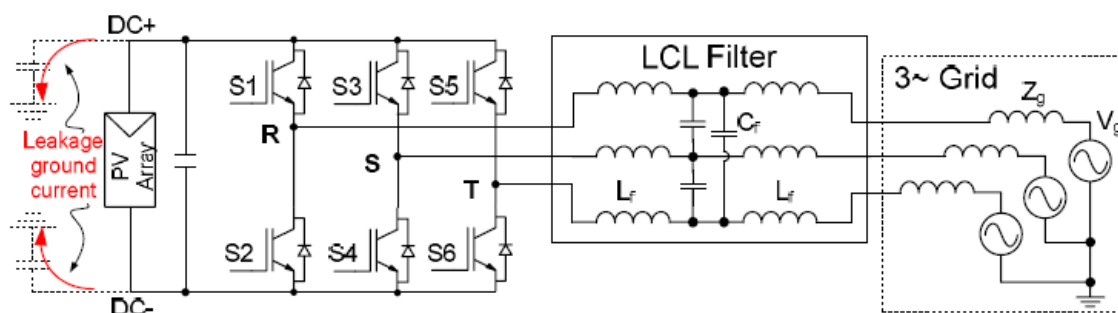 DC+
LCL Filter
3~ Grid
S1
S3
S5
Zg
Vg
Cf
R
Leakage
ground
current
PV
Array
S
T
Lf
Lf
S2
S4
S6
DC-